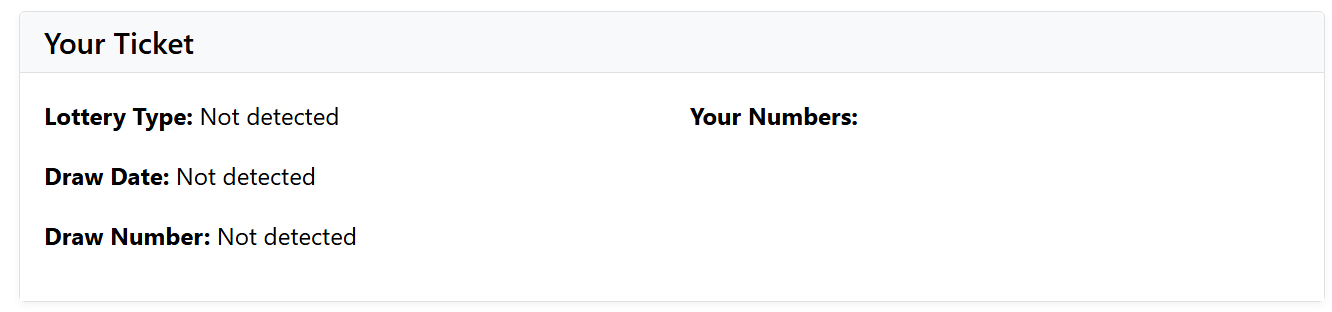 Your Ticket
Lottery Type: Not detected
Draw Date: Not detected
Draw Number: Not detected
Your Numbers: